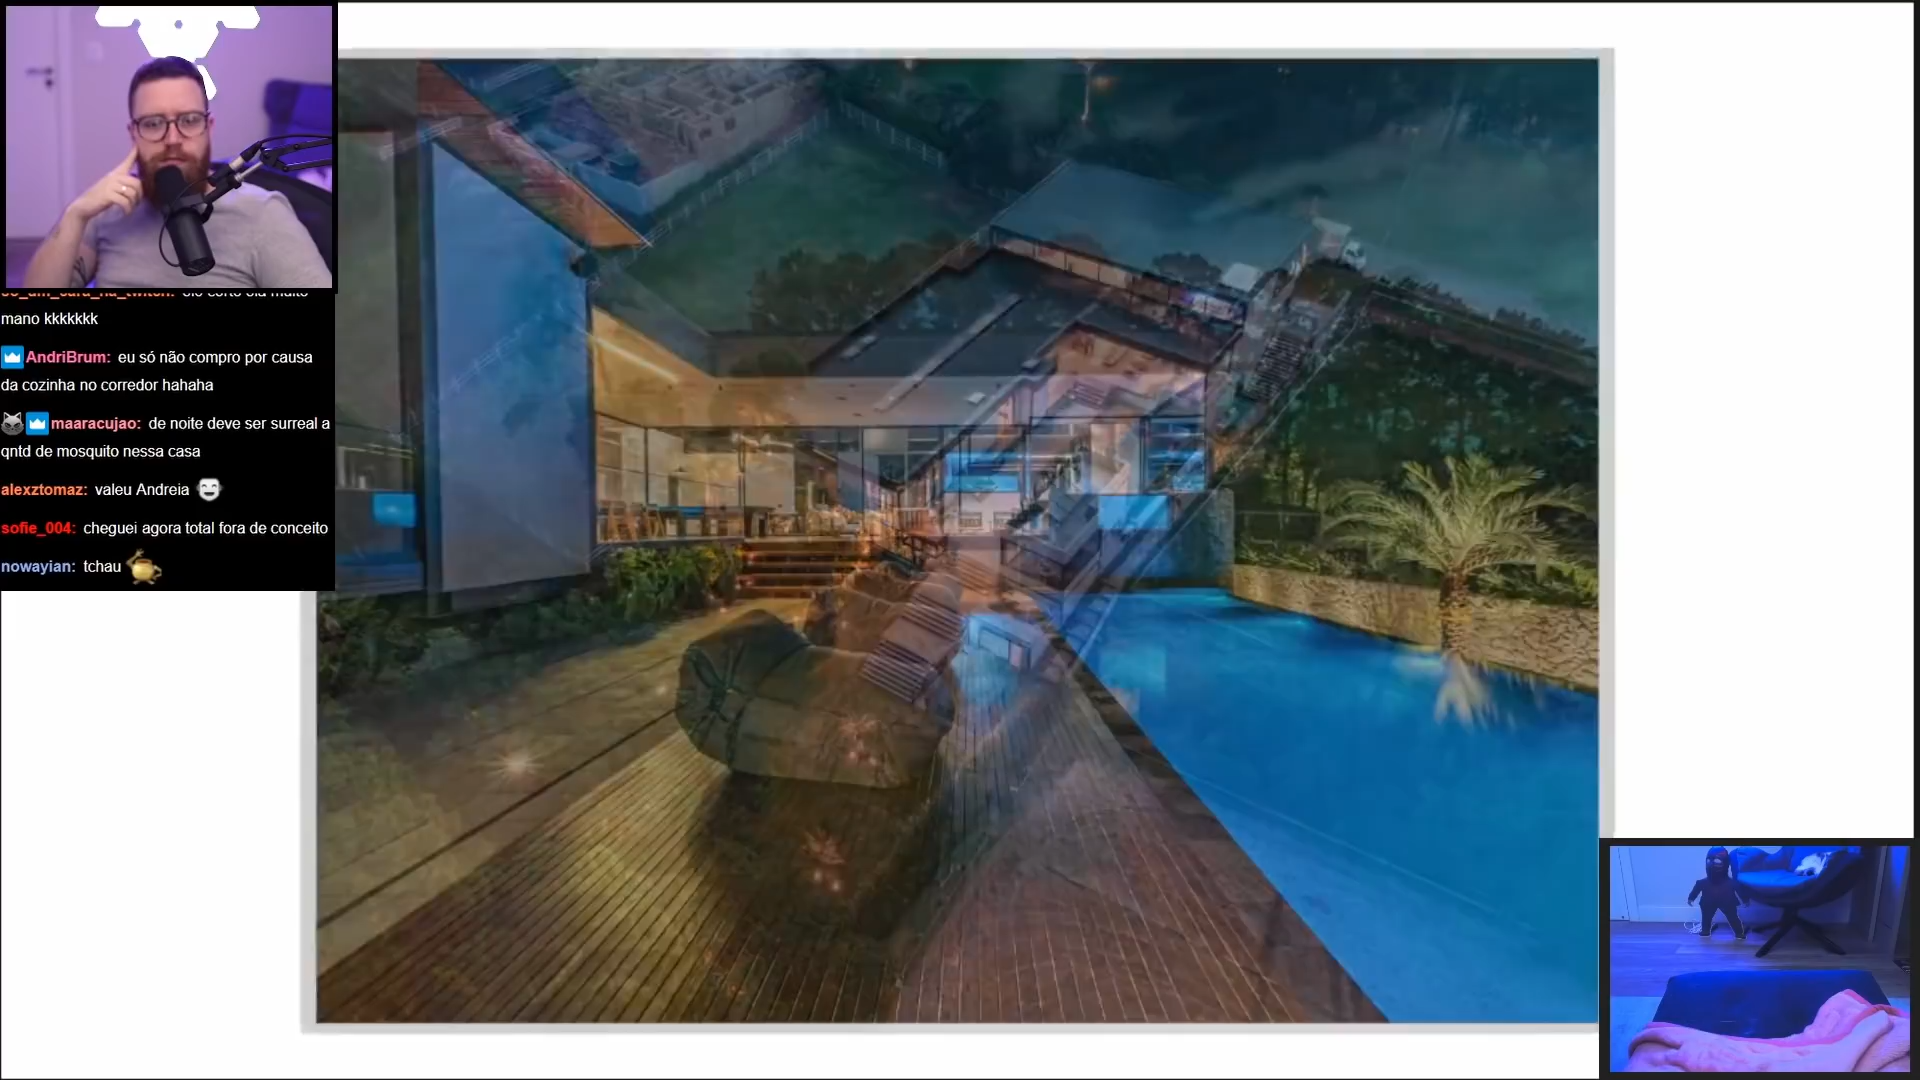 mano kkkkkkk
AndriBrum: eu só não compro por causa
da cozinha no corredor hahaha
maaracujao: de noite deve ser surreal a
qntd de mosquito nessa casa
alexztomaz: valeu Andreia
sofie_004: cheguei agora total fora de conceito
nowayian: tchau